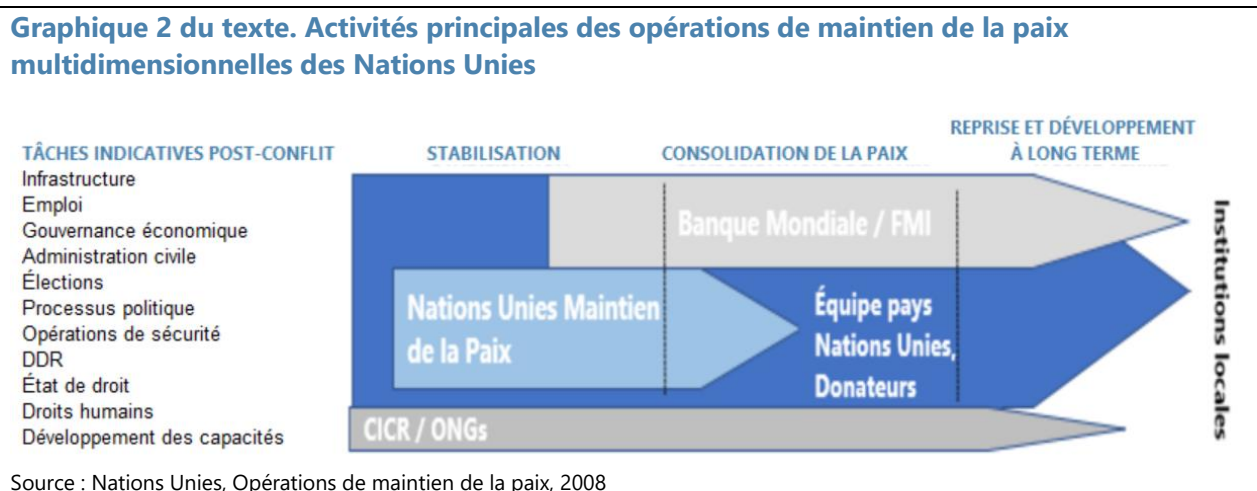 Graphique 2 du texte. Activités principales des opérations de maintien de la paix
multidimensionnelles des Nations Unies
TÂCHES INDICATIVES POST-CONFLIT
STABILISATION
CONSOLIDATION DE LA PAIX
REPRISE ET DÉVELOPPEMENT
À LONG TERME
Infrastructure
Emploi
Gouvernance économique
Administration civile
Élections
Processus politique
Opérations de sécurité
DDR
État de droit
Droits humains
Développement des capacités
Banque Mondiale / FMI
Nations Unies Maintien
de la Paix
Équipe pays
Nations Unies,
Donateurs
CICR / ONGs
Institutions locales
Source : Nations Unies, Opérations de maintien de la paix, 2008